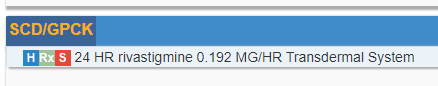 SCD/GPCK
H Rx S 24 HR rivastigmine 0.192 MG/HR Transdermal System